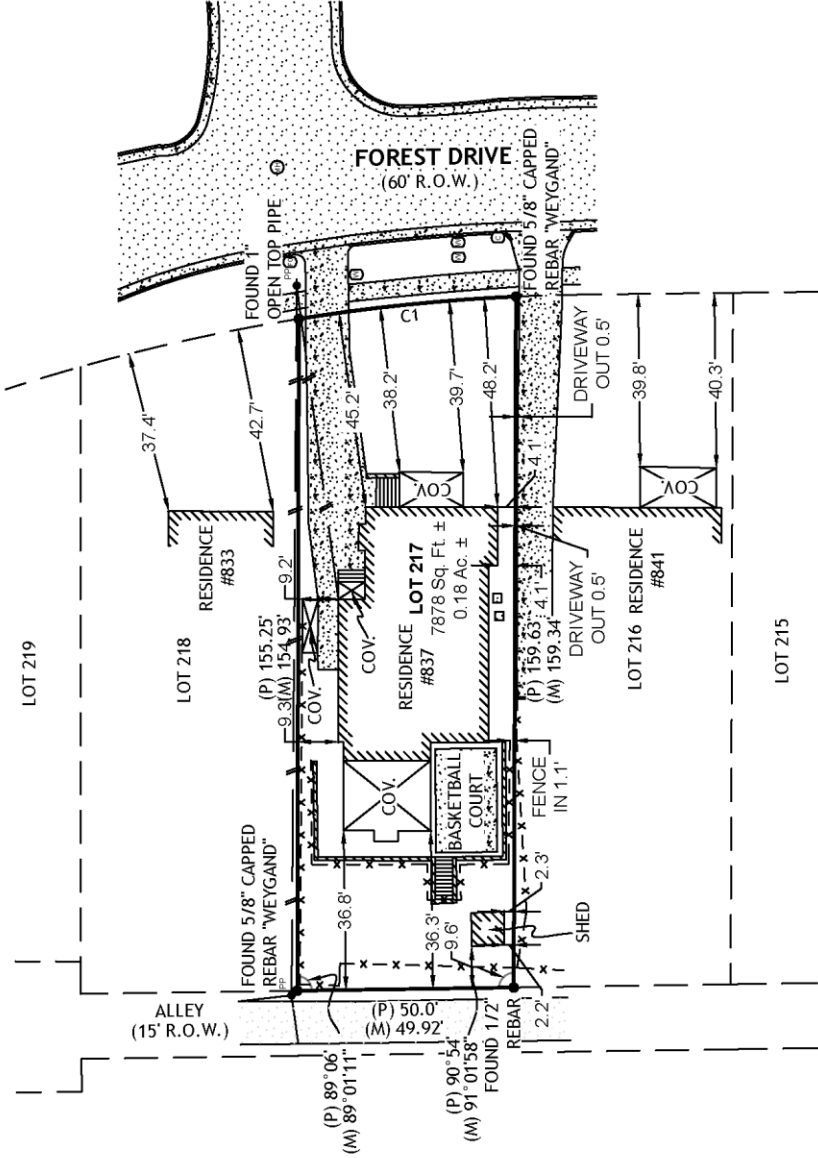 FOREST DRIVE
(60' R.O.W.)
FOUND 1"
OPEN TOP PIPE
PP
FOUND 5/8" CAPPED
REBAR "WEYGAND"
C1
37.4'
42.7'
45.2'
38.2'
39.7'
48.2'
39.8'
40.3'
DRIVEWAY
OUT 0.5'
4.1'
COV.
COV.
RESIDENCE
#833
LOT 219
LOT 218
9.2'
(P) 155.25'
(M) 154.93'
9.3'
COV.
COV.
RESIDENCE
#837
LOT 217
7878 Sq. Ft. ±
0.18 Ac. ±
4.1'
DRIVEWAY
OUT 0.5'
(P) 159.63'
(M) 159.34'
RESIDENCE
#841
LOT 216
LOT 215
COV.
BASKETBALL
COURT
FENCE
IN 1.1'
FOUND 5/8" CAPPED
REBAR "WEYGAND"
PP
36.8'
36.3'
9.6'
2.3'
SHED
2.2'
ALLEY
(15' R.O.W.)
(P) 50.0'
(M) 49.92'
(P) 89°06'
(M) 89°01'11"
(P) 90°54'
(M) 91°01'58"
FOUND 1/2"
REBAR